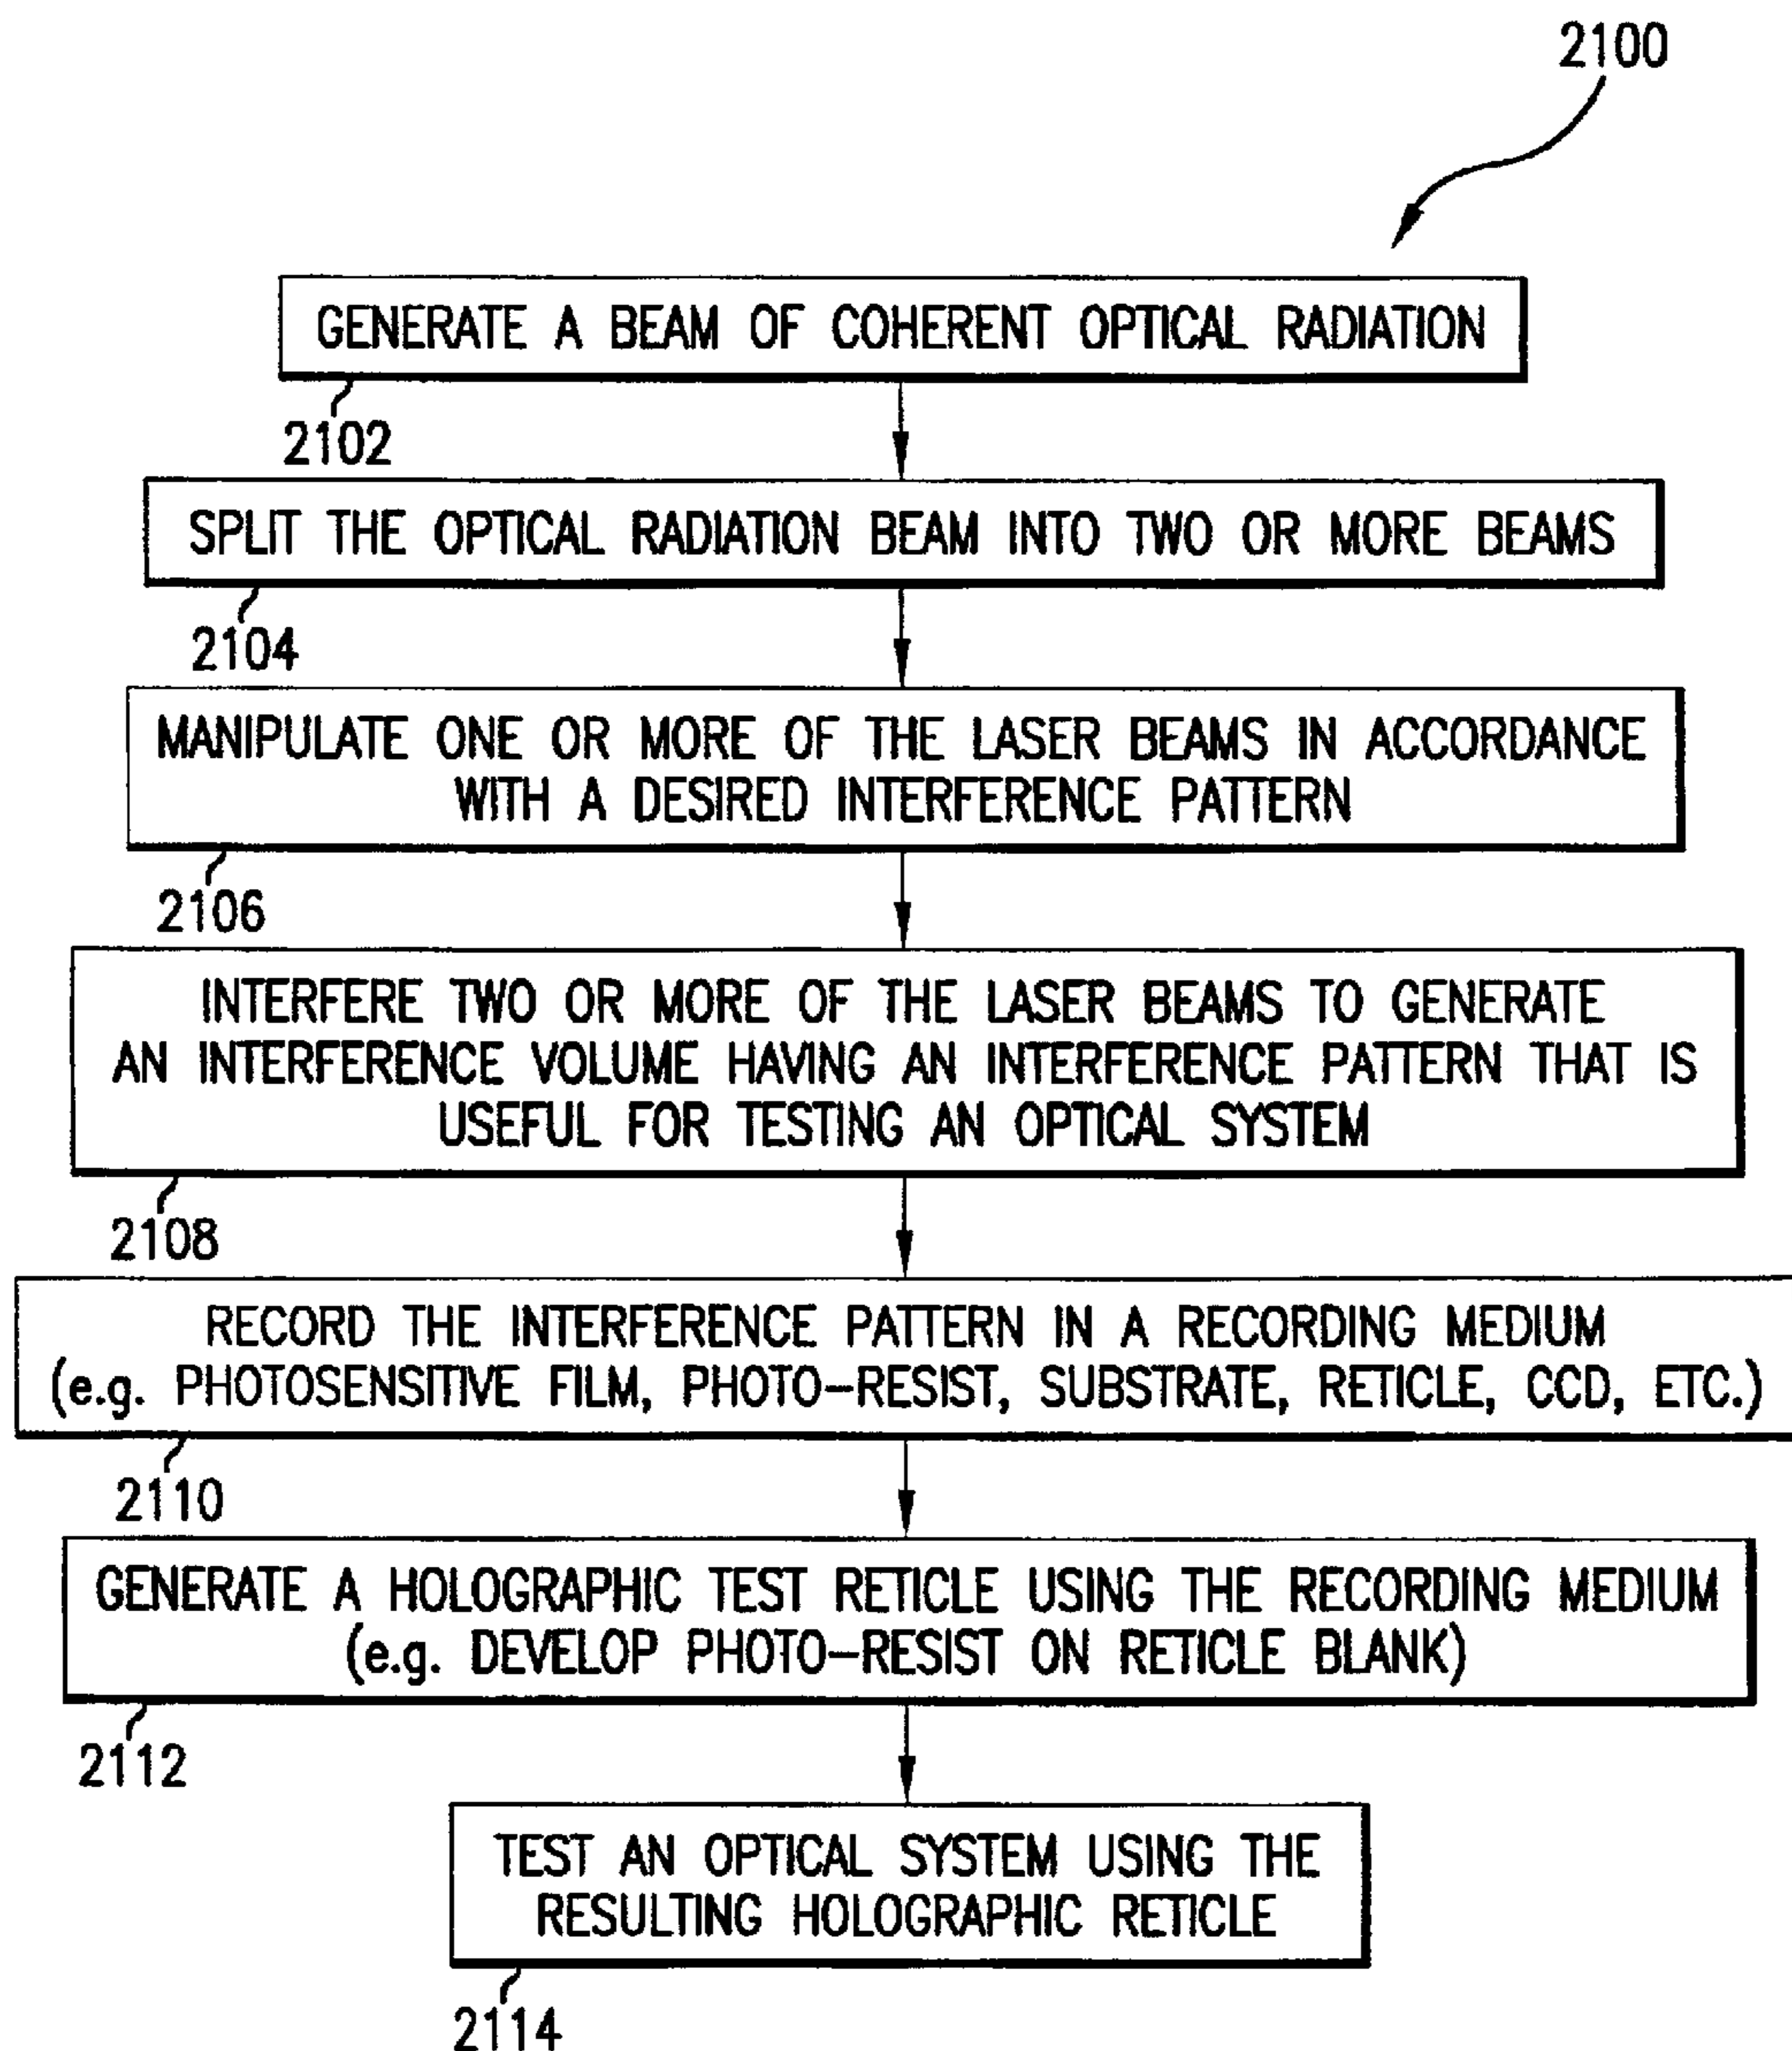 2100
GENERATE A BEAM OF COHERENT OPTICAL RADIATION
2102
SPLIT THE OPTICAL RADIATION BEAM INTO TWO OR MORE BEAMS
2104
MANIPULATE ONE OR MORE OF THE LASER BEAMS IN ACCORDANCE
WITH A DESIRED INTERFERENCE PATTERN
2106
INTERFERE TWO OR MORE OF THE LASER BEAMS TO GENERATE
AN INTERFERENCE VOLUME HAVING AN INTERFERENCE PATTERN THAT IS
USEFUL FOR TESTING AN OPTICAL SYSTEM
2108
RECORD THE INTERFERENCE PATTERN IN A RECORDING MEDIUM
(e.g. PHOTOSENSITIVE FILM, PHOTO-RESIST, SUBSTRATE, RETICLE, CCD, ETC.)
2110
GENERATE A HOLOGRAPHIC TEST RETICLE USING THE RECORDING MEDIUM
(e.g. DEVELOP PHOTO-RESIST ON RETICLE BLANK)
2112
TEST AN OPTICAL SYSTEM USING THE
RESULTING HOLOGRAPHIC RETICLE
2114